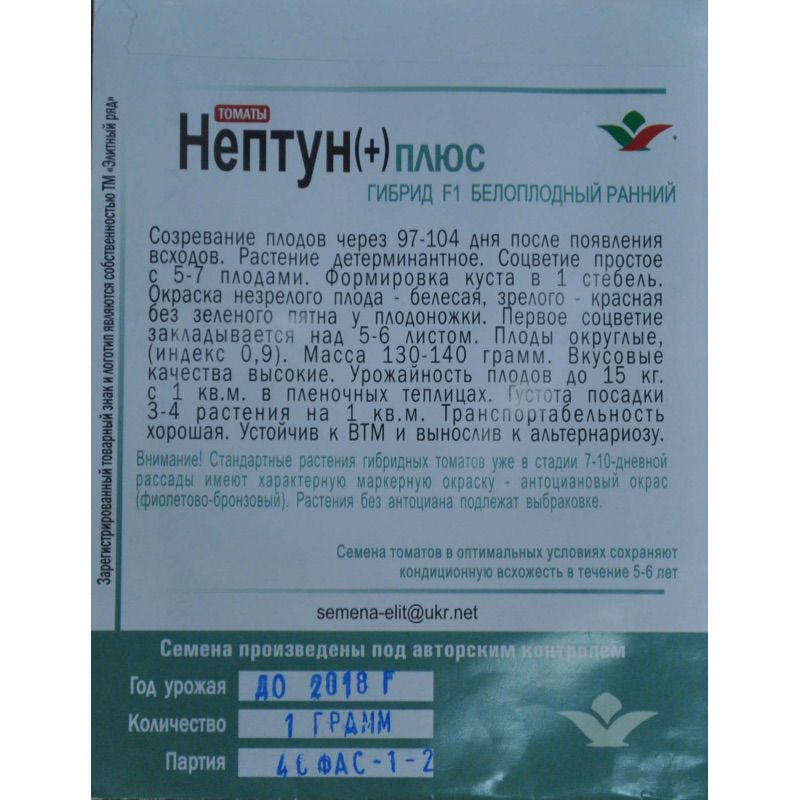 ТОМАТЫ
Нептун(+) плюс
ГИБРИД F1 БЕЛОПЛОДНЫЙ РАННИЙ
Созревание плодов через 97-104 дня после появления
всходов. Растение детерминантное. Соцветие простое
с 5-7 плодами. Формировка куста в 1 стебель.
Окраска незрелого плода - белесая, зрелого - красная
без зеленого пятна у плодоножки. Первое соцветие
закладывается над 5-6 листом. Плоды округлые,
(индекс 0,9). Масса 130-140 грамм. Вкусовые
качества высокие. Урожайность плодов до 15 кг.
с 1 кв.м. в пленочных теплицах. Густота посадки
3-4 растения на 1 кв.м. Транспортабельность
хорошая. Устойчив к ВТМ и вынослив к альтернариозу.
Внимание! Стандартные растения гибридных томатов уже в стадии 7-10-дневной
рассады имеют характерную маркерную окраску - антоциановый окрас
(фиолетово-бронзовый). Растения без антоциана подлежат выбраковке.
Семена томатов в оптимальных условиях сохраняют
кондиционную всхожесть в течение 5-6 лет
semena-elit@ukr.net
Семена произведены под авторским контролем
Год урожая ДО 2018 F
Количество 1 ГРАММ
Партия 4С ФАС-1-2
Зарегистрированный товарный знак и логотип являются собственностью ТМ «Элитный ряд»